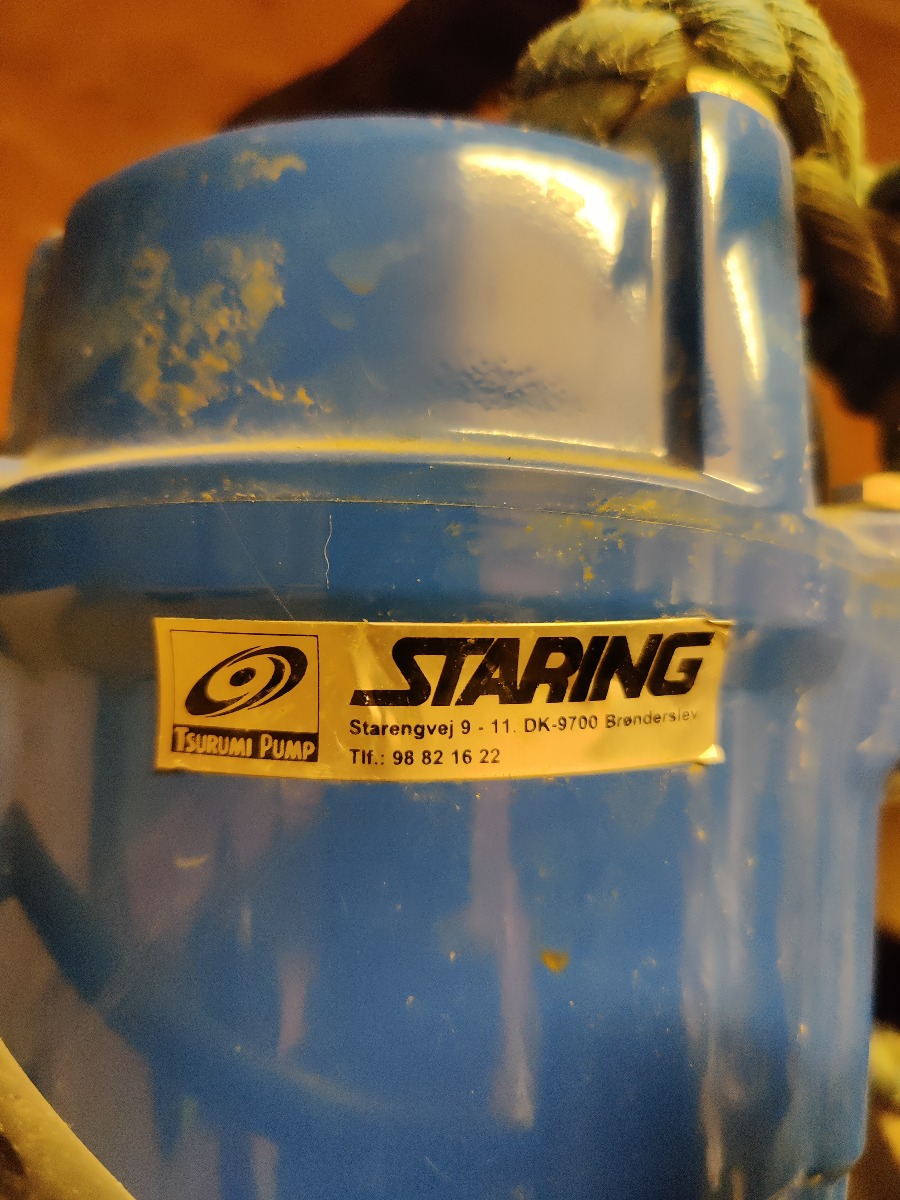 STARING
Starengvej 9 - 11. DK-9700 Brønderslev
Tlf.: 98 82 16 22
TSURUMI PUMP